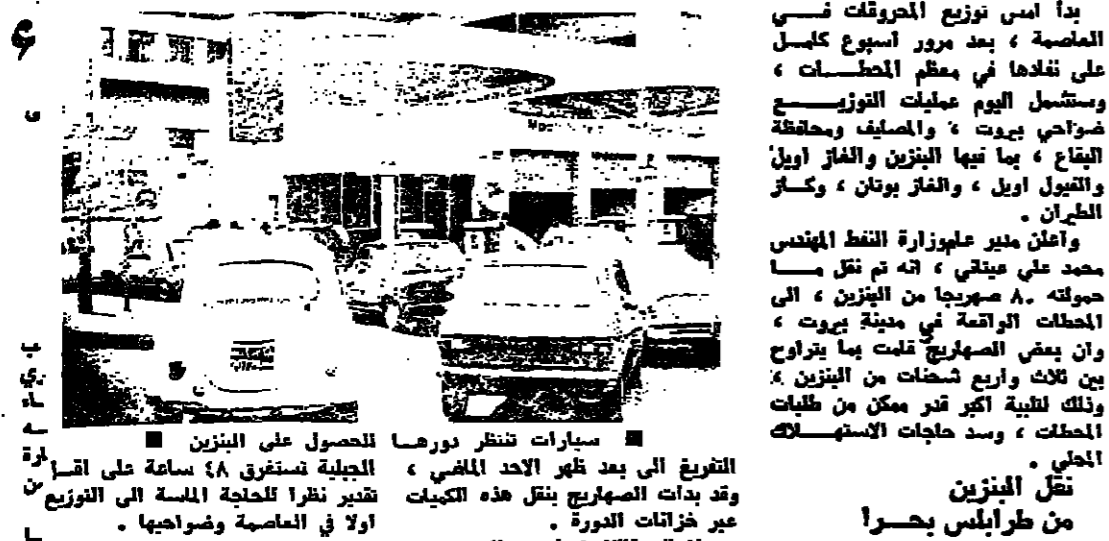 بدأ امس توزيع المحروقات في
العاصمة ، بعد مرور اسبوع كامل
على نفادها في معظم المحطات ،
وستشمل اليوم عمليات التوزيع
ضواحي بيروت ، والمصايف ومحافظة
البقاع ، بما فيها البنزين والغاز اويل
والفيول اويل ، والغاز بوتان ، وكاز
الطيران .
واعلن مدير عام وزارة النفط المهندس
محمد علي عيتاني ، انه تم نقل ما
حمولته ٨٠ صهريجا من البنزين ، الى
المحطات الواقعة في مدينة بيروت ،
وان بعض الصهاريج قامت بما يتراوح
بين ثلاث واربع شحنات من البنزين ،
وذلك لتلبية اكبر قدر ممكن من طلبات
المحطات ، وسد حاجات الاستهلاك
المحلي .
نقل البنزين
من طرابلس بحرا
■ سيارات تنتظر دورها للحصول على البنزين ■
التفريغ الى بعد ظهر الاحد الماضي ،
وقد بدات الصهاريج بنقل هذه الكميات
عبر خزانات الدورة .
الجبلية تستغرق ٤٨ ساعة على اقل
تقدير نظرا للحاجة الماسة الى التوزيع
اولا في العاصمة وضواحيها .